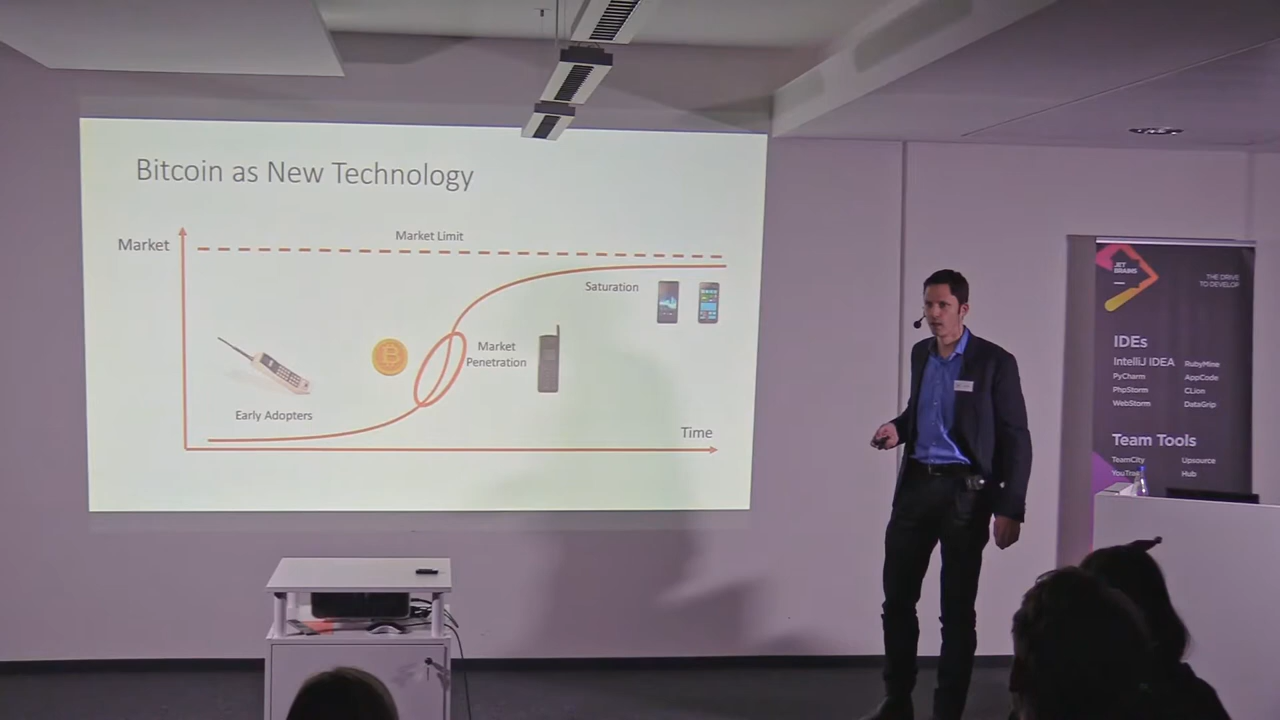 Bitcoin as New Technology
Market
Market Limit
Saturation
Market
Penetration
Early Adopters
Time
JET
BRAINS
THE DRIVE
TO DEVELOP
IDEs
IntelliJ IDEA RubyMine
PyCharm AppCode
PhpStorm CLion
WebStorm DataGrip
Team Tools
TeamCity Upsource
Hub